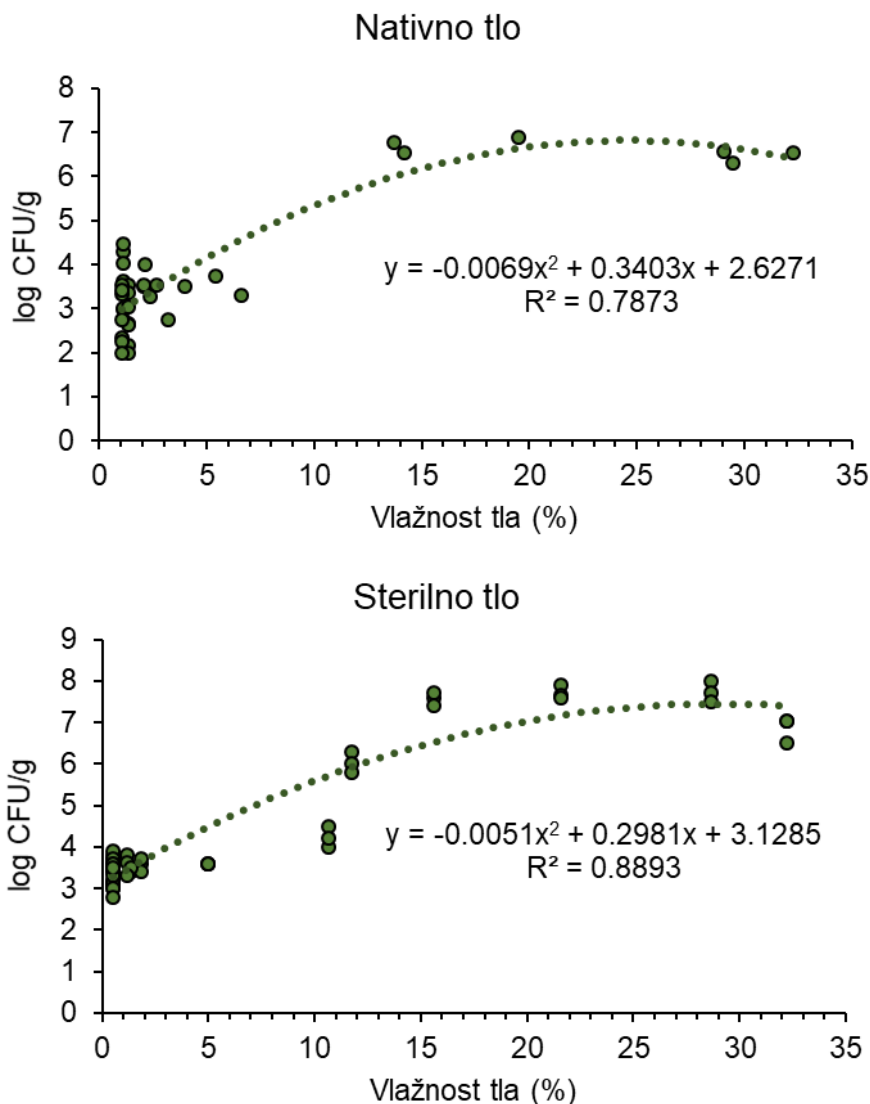 Nativno tlo
8
7
6
5
4
3
2
1
0
log CFU/g
y = -0.0069x² + 0.3403x + 2.6271
R² = 0.7873
0 5 10 15 20 25 30 35
Vlažnost tla (%)
Sterilno tlo
9
8
7
6
5
4
3
2
1
0
log CFU/g
y = -0.0051x² + 0.2981x + 3.1285
R² = 0.8893
0 5 10 15 20 25 30 35
Vlažnost tla (%)